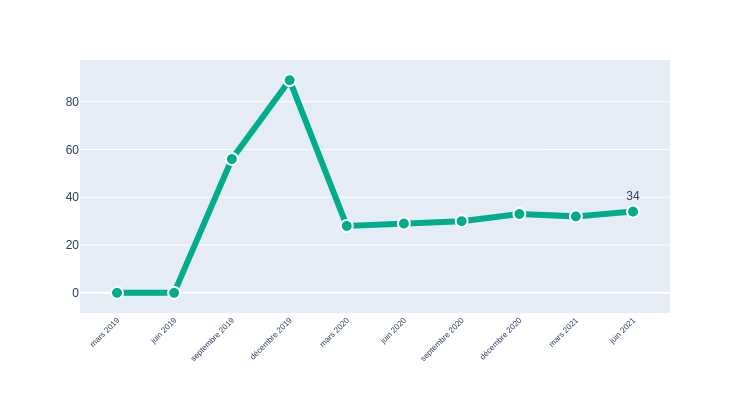 80
60
40
20
0
34
mars 2019
juin 2019
septembre 2019
décembre 2019
mars 2020
juin 2020
septembre 2020
décembre 2020
mars 2021
juin 2021